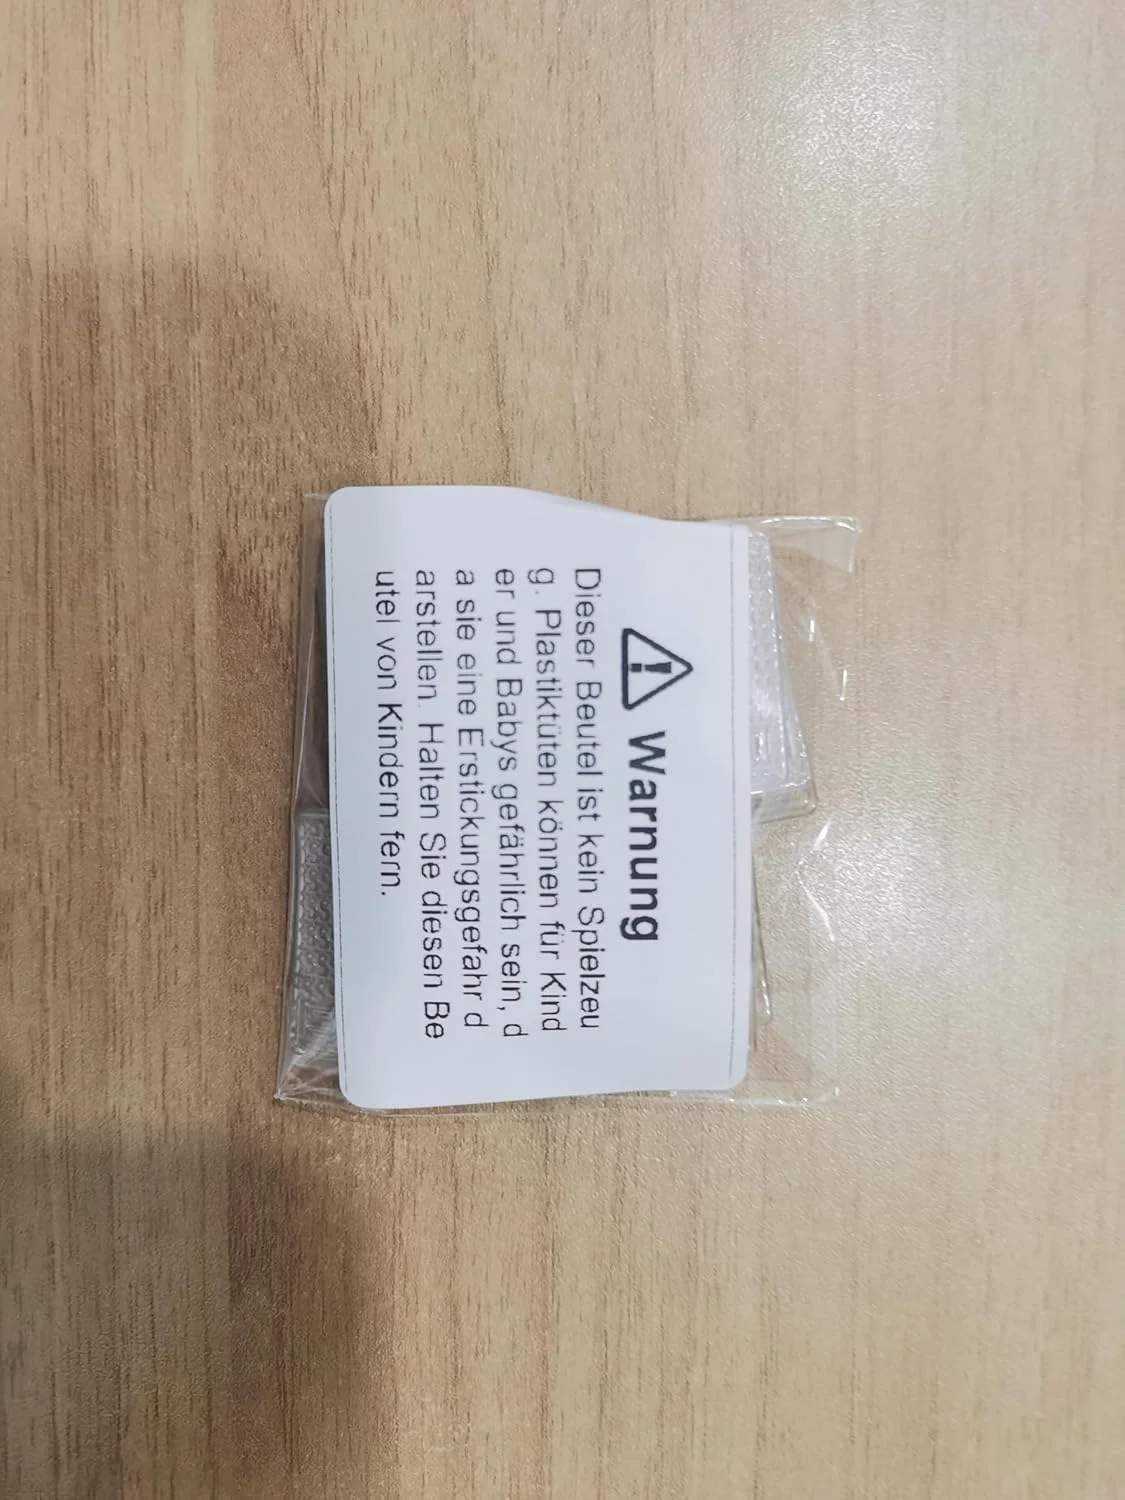 Warnung
Dieser Beutel ist kein Spielzeu
g. Plastiktüten können für Kind
er und Babys gefährlich sein, d
a sie eine Erstickungsgefahr d
arstellen. Halten Sie diesen Be
utel von Kindern fern.